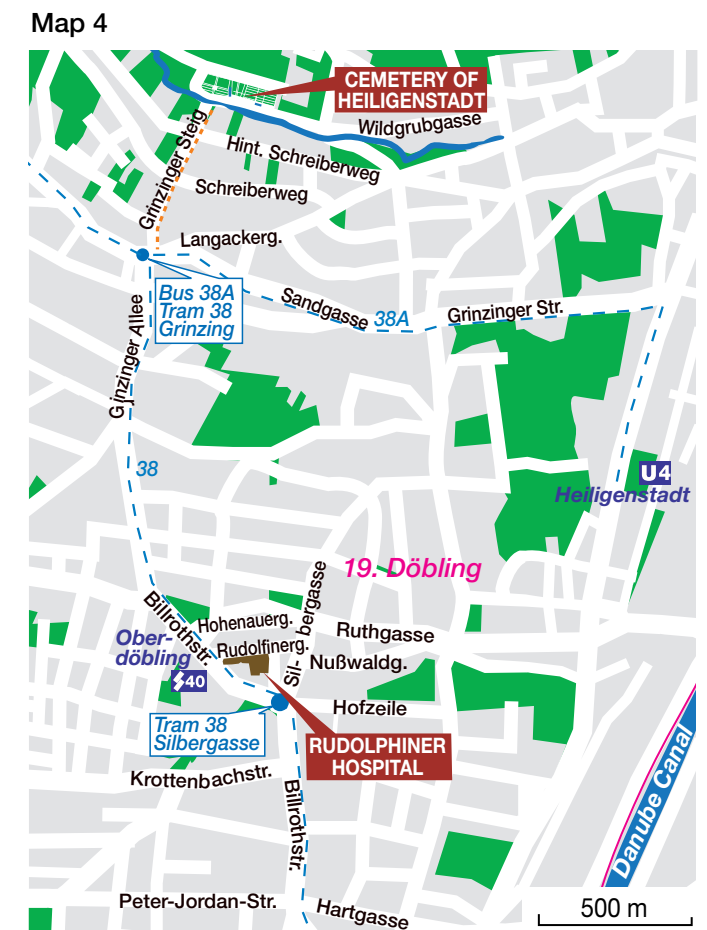 Map 4
CEMETERY OF
HEILIGENSTADT
Wildgrubgasse
Hint. Schreiberweg
Grinzinger Steig
Schreiberweg
Langackerg.
Bus 38A
Tram 38
Grinzing
Sandgasse
38A
Grinzinger Str.
Ginzinger Allee
38
U4
Heiligenstadt
19. Döbling
Billrothstr.
Hohenauerg.
Sil-bergasse
Ruthgasse
Ober-
döbling
Rudolfinerg.
Nußwaldg.
S40
Hofzeile
Tram 38
Silbergasse
RUDOLPHINER
HOSPITAL
Krottenbachstr.
Billrothstr.
Danube Canal
Peter-Jordan-Str.
Hartgasse
500 m